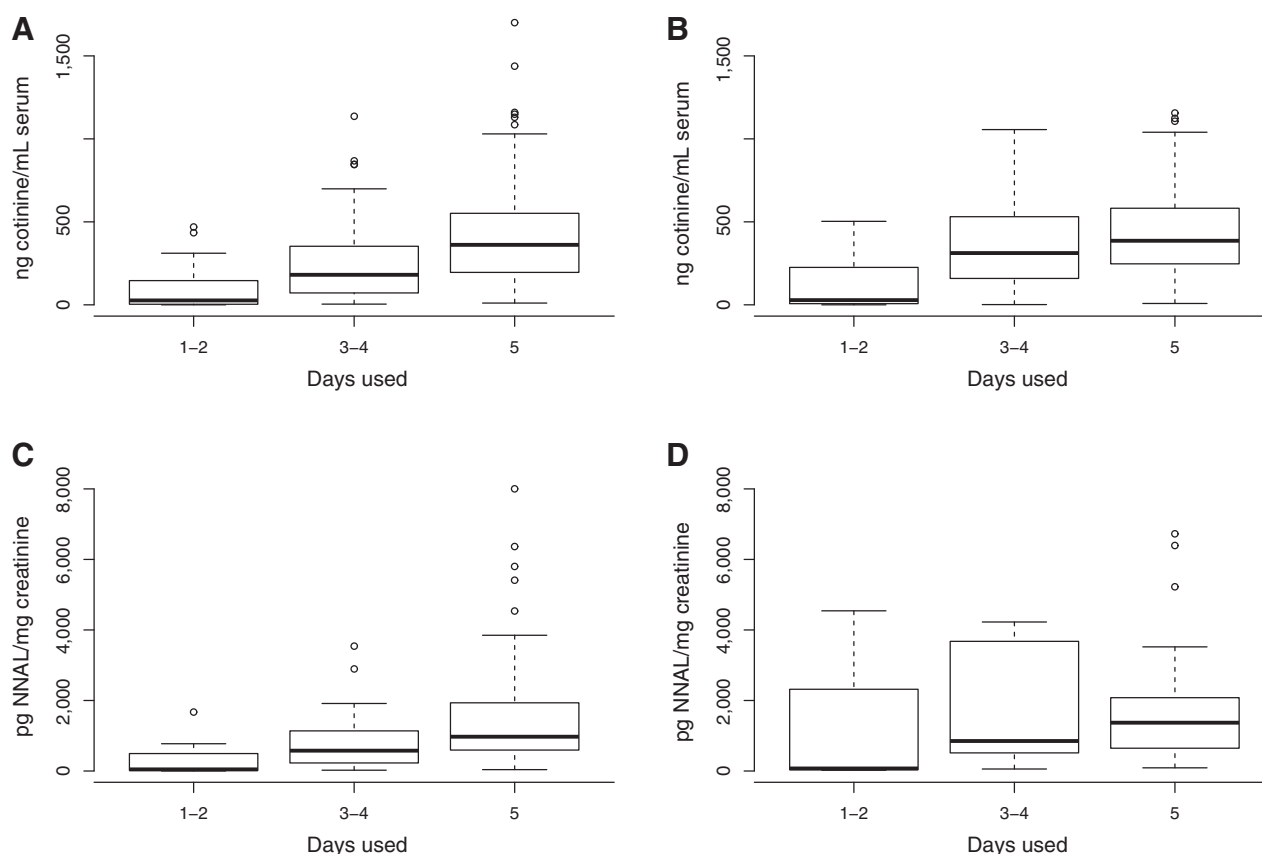 A
ng cotinine/mL serum
1,500
500
0
1–2
3–4
5
Days used
B
ng cotinine/mL serum
1,500
500
0
1–2
3–4
5
Days used
C
pg NNAL/mg creatinine
8,000
6,000
4,000
2,000
0
1–2
3–4
5
Days used
D
pg NNAL/mg creatinine
8,000
6,000
4,000
2,000
0
1–2
3–4
5
Days used